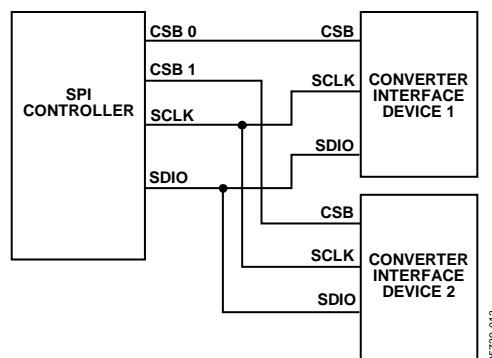 CSB 0
CSB
CSB 1
SPI
CONTROLLER
SCLK
SCLK
CONVERTER
INTERFACE
DEVICE 1
SDIO
SDIO
CSB
SCLK
CONVERTER
INTERFACE
DEVICE 2
SDIO